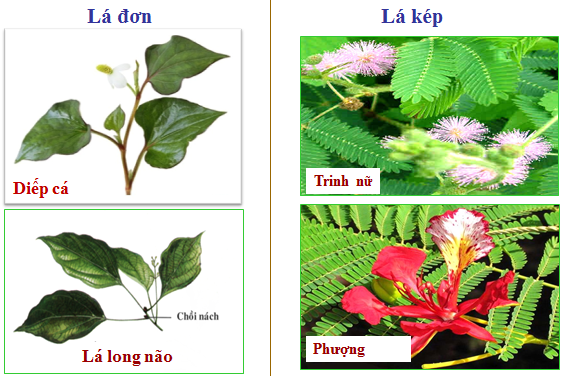 Lá đơn
Lá kép
Diếp cá
Trinh nữ
Chồi nách
Lá long não
Phượng